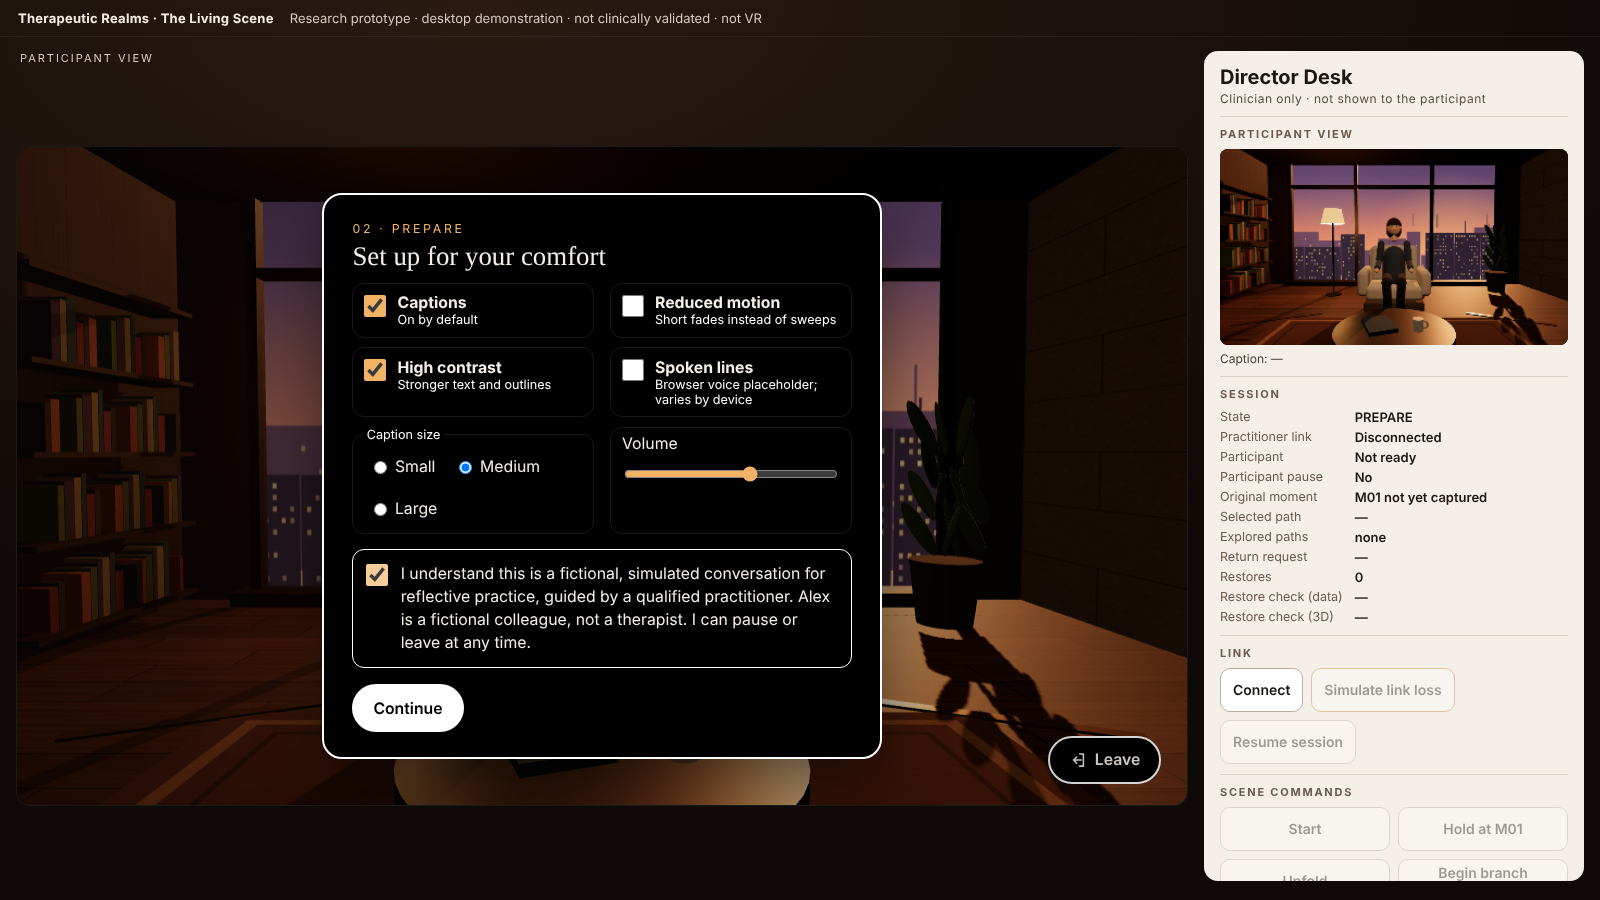 Therapeutic Realms · The Living Scene Research prototype · desktop demonstration · not clinically validated · not VR
PARTICIPANT VIEW
02 · PREPARE
Set up for your comfort
Captions
On by default
Reduced motion
Short fades instead of sweeps
High contrast
Stronger text and outlines
Spoken lines
Browser voice placeholder;
varies by device
Caption size
Small Medium
Large
Volume
I understand this is a fictional, simulated conversation for
reflective practice, guided by a qualified practitioner. Alex
is a fictional colleague, not a therapist. I can pause or
leave at any time.
Continue
Leave
Director Desk
Clinician only · not shown to the participant
PARTICIPANT VIEW
Caption: —
SESSION
State PREPARE
Practitioner link Disconnected
Participant Not ready
Participant pause No
Original moment M01 not yet captured
Selected path —
Explored paths none
Return request —
Restores 0
Restore check (data) —
Restore check (3D) —
LINK
Connect Simulate link loss
Resume session
SCENE COMMANDS
Start Hold at M01
Unfold Begin branch